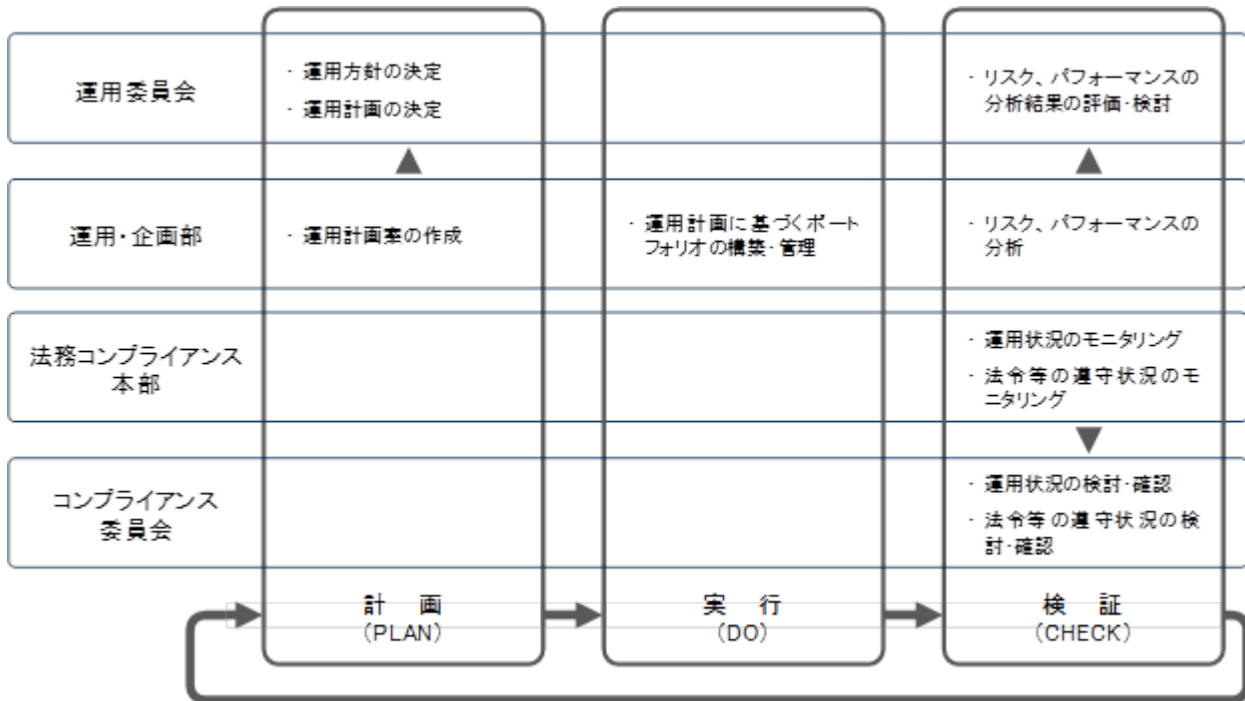 運用委員会
・ 運用方針の決定
・ 運用計画の決定
・ リスク、パフォーマンスの
分析結果の評価・検討
運用・企画部
・ 運用計画案の作成
・ 運用計画に基づくポート
フォリオの構築・管理
・ リスク、パフォーマンスの
分析
法務コンプライアンス
本部
・ 運用状況のモニタリング
・ 法令等の遵守状況のモ
ニタリング
コンプライアンス
委員会
・ 運用状況の検討・確認
・ 法令等の遵守状況の検
討・確認
計 画
(PLAN)
実 行
(DO)
検 証
(CHECK)